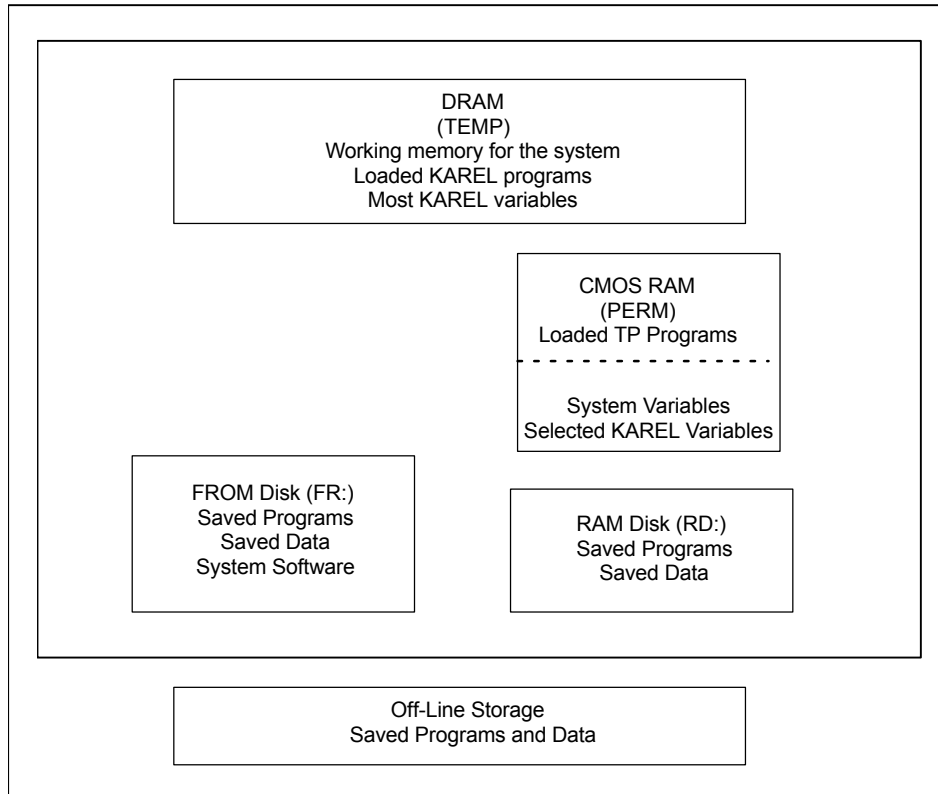 DRAM
(TEMP)
Working memory for the system
Loaded KAREL programs
Most KAREL variables
CMOS RAM
(PERM)
Loaded TP Programs
System Variables
Selected KAREL Variables
FROM Disk (FR:)
Saved Programs
Saved Data
System Software
RAM Disk (RD:)
Saved Programs
Saved Data
Off-Line Storage
Saved Programs and Data